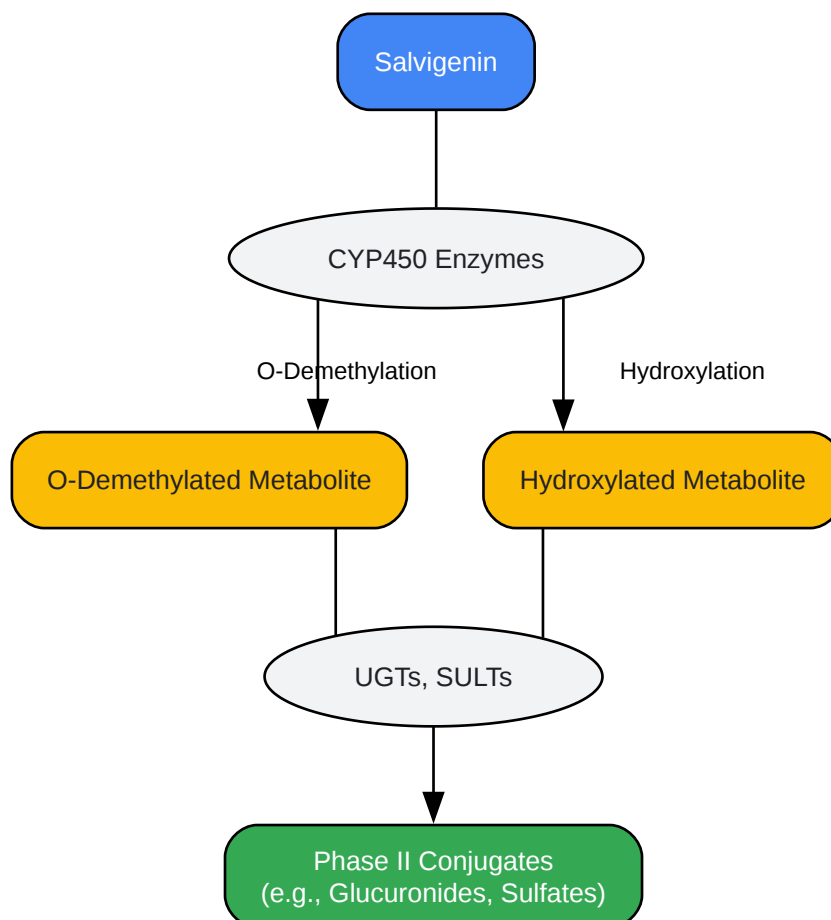 Salvigenin
CYP450 Enzymes
O-Demethylation
Hydroxylation
O-Demethylated Metabolite
Hydroxylated Metabolite
UGTs, SULTs
Phase II Conjugates
(e.g., Glucuronides, Sulfates)